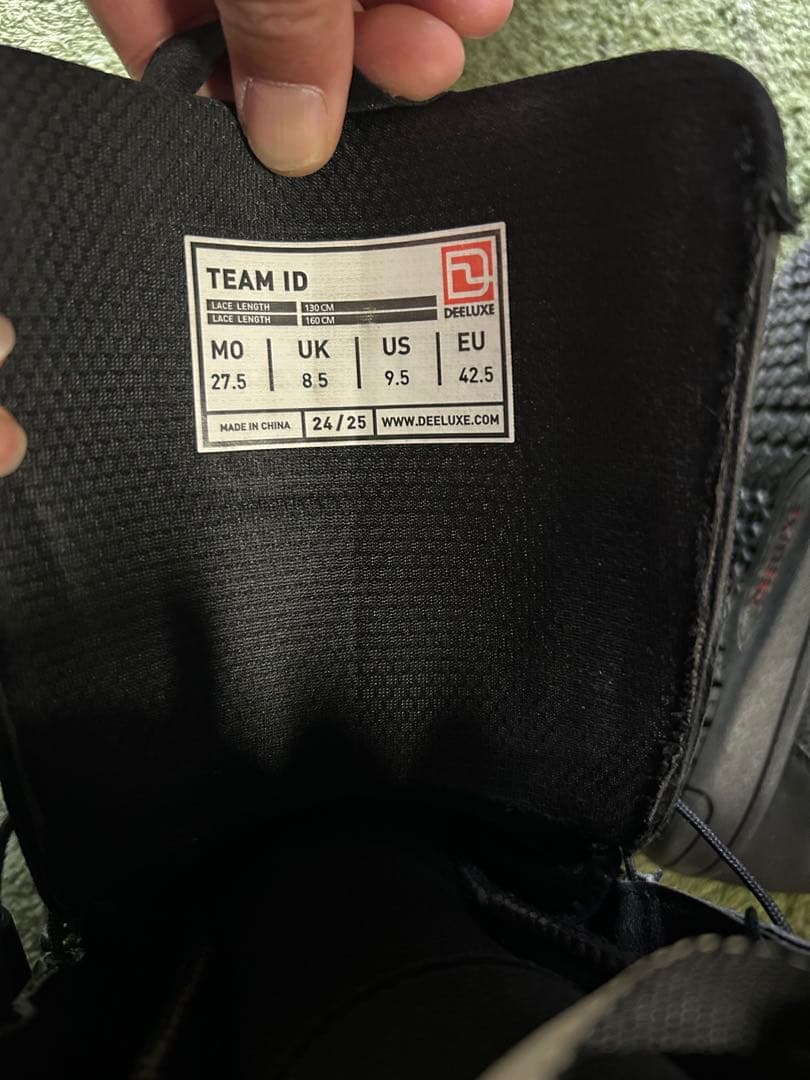 TEAM ID
DEELUXE
LACE LENGTH 130 CM
LACE LENGTH 160 CM
MO UK US EU
27.5 8.5 9.5 42.5
MADE IN CHINA 24/25 WWW.DEELUXE.COM
DEELUXE